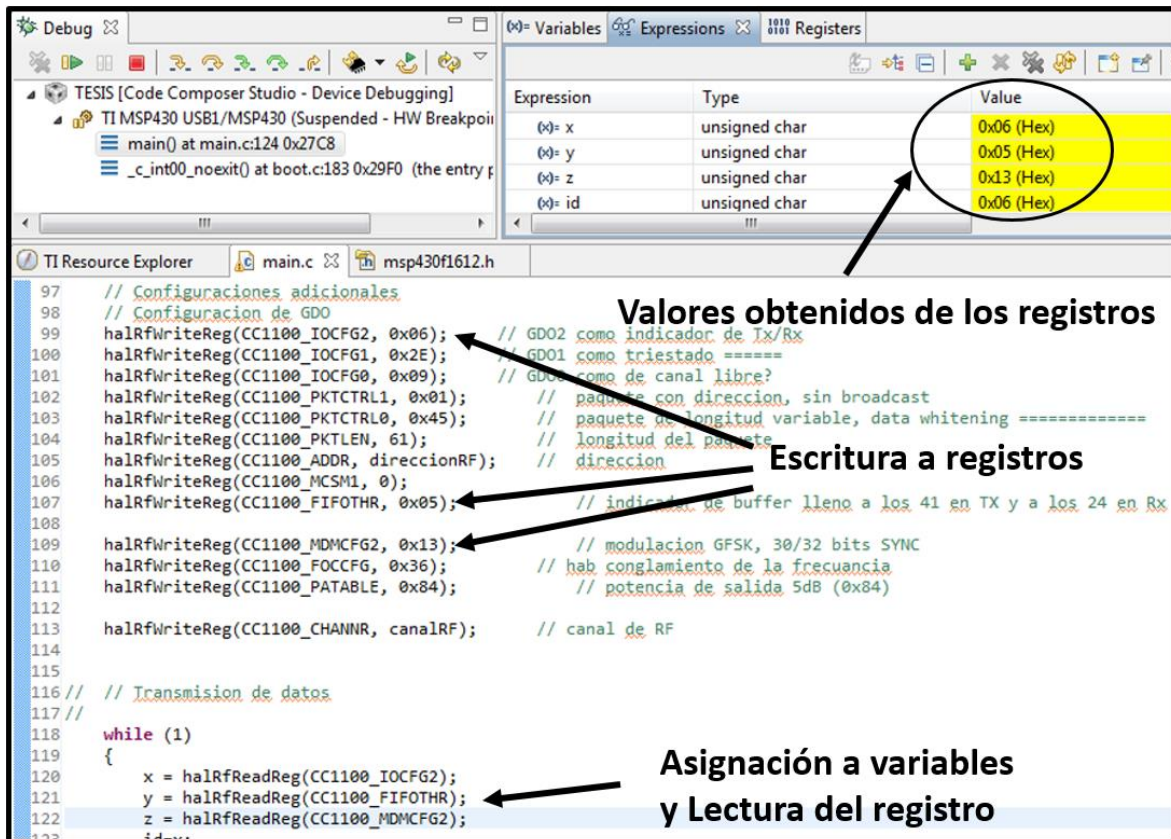 Debug
(x)= Variables Expressions 1010 0101 Registers
TESIS [Code Composer Studio - Device Debugging]
TI MSP430 USB1/MSP430 (Suspended - HW Breakpoi
main() at main.c:124 0x27C8
_c_int00_noexit() at boot.c:183 0x29F0 (the entry p
Expression Type Value
(x)= x unsigned char 0x06 (Hex)
(x)= y unsigned char 0x05 (Hex)
(x)= z unsigned char 0x13 (Hex)
(x)= id unsigned char 0x06 (Hex)
TI Resource Explorer main.c msp430f1612.h
97 // Configuraciones adicionales
98 // Configuracion de GDO
Valores obtenidos de los registros
99 halRfWriteReg(CC1100_IOCFG2, 0x06); // GDO2 como indicador de Tx/Rx
100 halRfWriteReg(CC1100_IOCFG1, 0x2E); // GDO1 como triestado ======
101 halRfWriteReg(CC1100_IOCFG0, 0x09); // como de canal libre?
102 halRfWriteReg(CC1100_PKTCTRL1, 0x01); // paquete con direccion, sin broadcast
103 halRfWriteReg(CC1100_PKTCTRL0, 0x45); // paquete de longitud variable, data whitening =============
104 halRfWriteReg(CC1100_PKTLEN, 61); // longitud del paquete
105 halRfWriteReg(CC1100_ADDR, direccionRF); // direccion
Escritura a registros
106 halRfWriteReg(CC1100_MCSM1, 0);
107 halRfWriteReg(CC1100_FIFOTHR, 0x05); // indicador de buffer lleno a los 41 en TX y a los 24 en Rx
108
109 halRfWriteReg(CC1100_MDMCFG2, 0x13); // modulacion GFSK, 30/32 bits SYNC
110 halRfWriteReg(CC1100_FOCCFG, 0x36); // hab conglamiento de la frecuancia
111 halRfWriteReg(CC1100_PATABLE, 0x84); // potencia de salida 5dB (0x84)
112
113 halRfWriteReg(CC1100_CHANNR, canalRF); // canal de RF
114
115
116 // // Transmision de datos
117 //
118 while (1)
119 {
120 x = halRfReadReg(CC1100_IOCFG2);
121 y = halRfReadReg(CC1100_FIFOTHR);
122 z = halRfReadReg(CC1100_MDMCFG2);
Asignación a variables
y Lectura del registro
123 id=x;